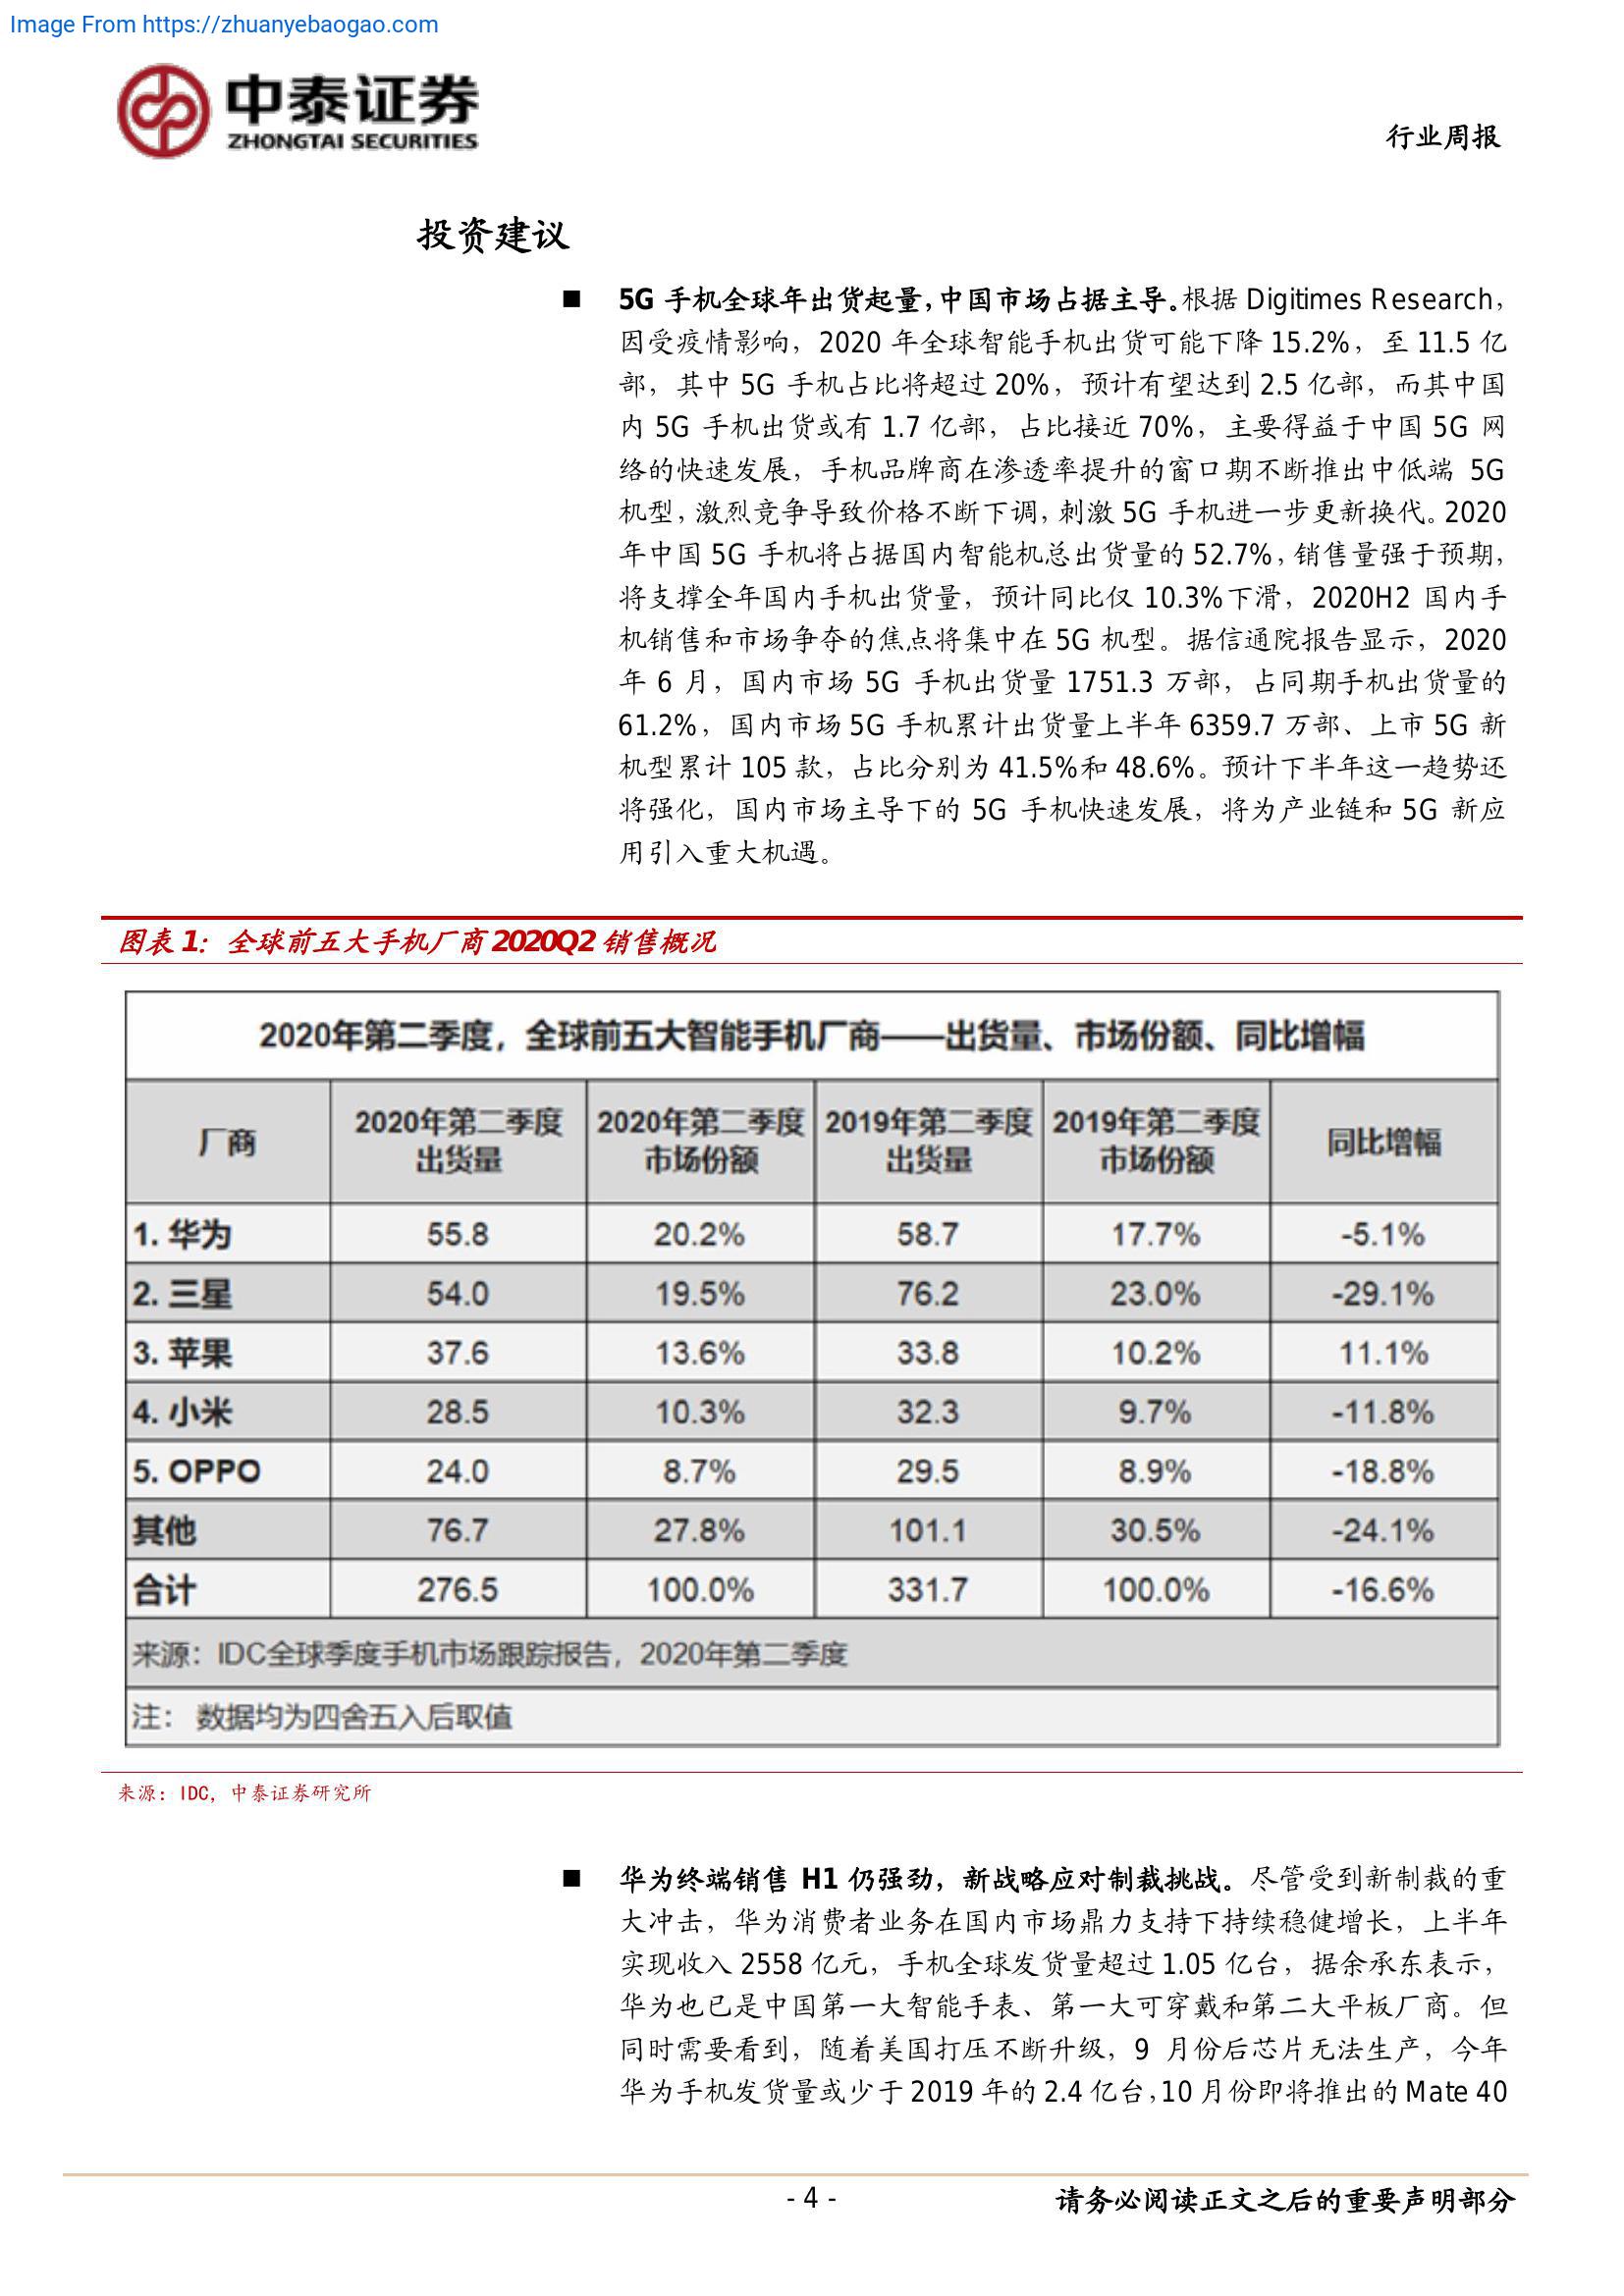 Image From https://zhuanyebaogao.com
中泰证券
ZHONGTAI SECURITIES
行业周报
投资建议
■ 5G 手机全球年出货起量，中国市场占据主导。根据 Digitimes Research，
因受疫情影响，2020 年全球智能手机出货可能下降 15.2%，至 11.5 亿
部，其中 5G 手机占比将超过 20%，预计有望达到 2.5 亿部，而其中国
内 5G 手机出货或有 1.7 亿部，占比接近 70%，主要得益于中国 5G 网
络的快速发展，手机品牌商在渗透率提升的窗口期不断推出中低端 5G
机型，激烈竞争导致价格不断下调，刺激 5G 手机进一步更新换代。2020
年中国 5G 手机将占据国内智能机总出货量的 52.7%，销售量强于预期，
将支撑全年国内手机出货量，预计同比仅 10.3%下滑，2020H2 国内手
机销售和市场争夺的焦点将集中在 5G 机型。据信通院报告显示，2020
年 6 月，国内市场 5G 手机出货量 1751.3 万部，占同期手机出货量的
61.2%，国内市场 5G 手机累计出货量上半年 6359.7 万部、上市 5G 新
机型累计 105 款，占比分别为 41.5%和 48.6%。预计下半年这一趋势还
将强化，国内市场主导下的 5G 手机快速发展，将为产业链和 5G 新应
用引入重大机遇。
图表 1：全球前五大手机厂商 2020Q2 销售概况
2020年第二季度，全球前五大智能手机厂商——出货量、市场份额、同比增幅
厂商 2020年第二季度出货量 2020年第二季度市场份额 2019年第二季度出货量 2019年第二季度市场份额 同比增幅
1. 华为 55.8 20.2% 58.7 17.7% -5.1%
2. 三星 54.0 19.5% 76.2 23.0% -29.1%
3. 苹果 37.6 13.6% 33.8 10.2% 11.1%
4. 小米 28.5 10.3% 32.3 9.7% -11.8%
5. OPPO 24.0 8.7% 29.5 8.9% -18.8%
其他 76.7 27.8% 101.1 30.5% -24.1%
合计 276.5 100.0% 331.7 100.0% -16.6%
来源：IDC全球季度手机市场跟踪报告，2020年第二季度
注： 数据均为四舍五入后取值
来源：IDC，中泰证券研究所
■ 华为终端销售 H1 仍强劲，新战略应对制裁挑战。尽管受到新制裁的重
大冲击，华为消费者业务在国内市场鼎力支持下持续稳健增长，上半年
实现收入 2558 亿元，手机全球发货量超过 1.05 亿台，据余承东表示，
华为也已是中国第一大智能手表、第一大可穿戴和第二大平板厂商。但
同时需要看到，随着美国打压不断升级，9 月份后芯片无法生产，今年
华为手机发货量或少于 2019 年的 2.4 亿台，10 月份即将推出的 Mate 40
- 4 -
请务必阅读正文之后的重要声明部分